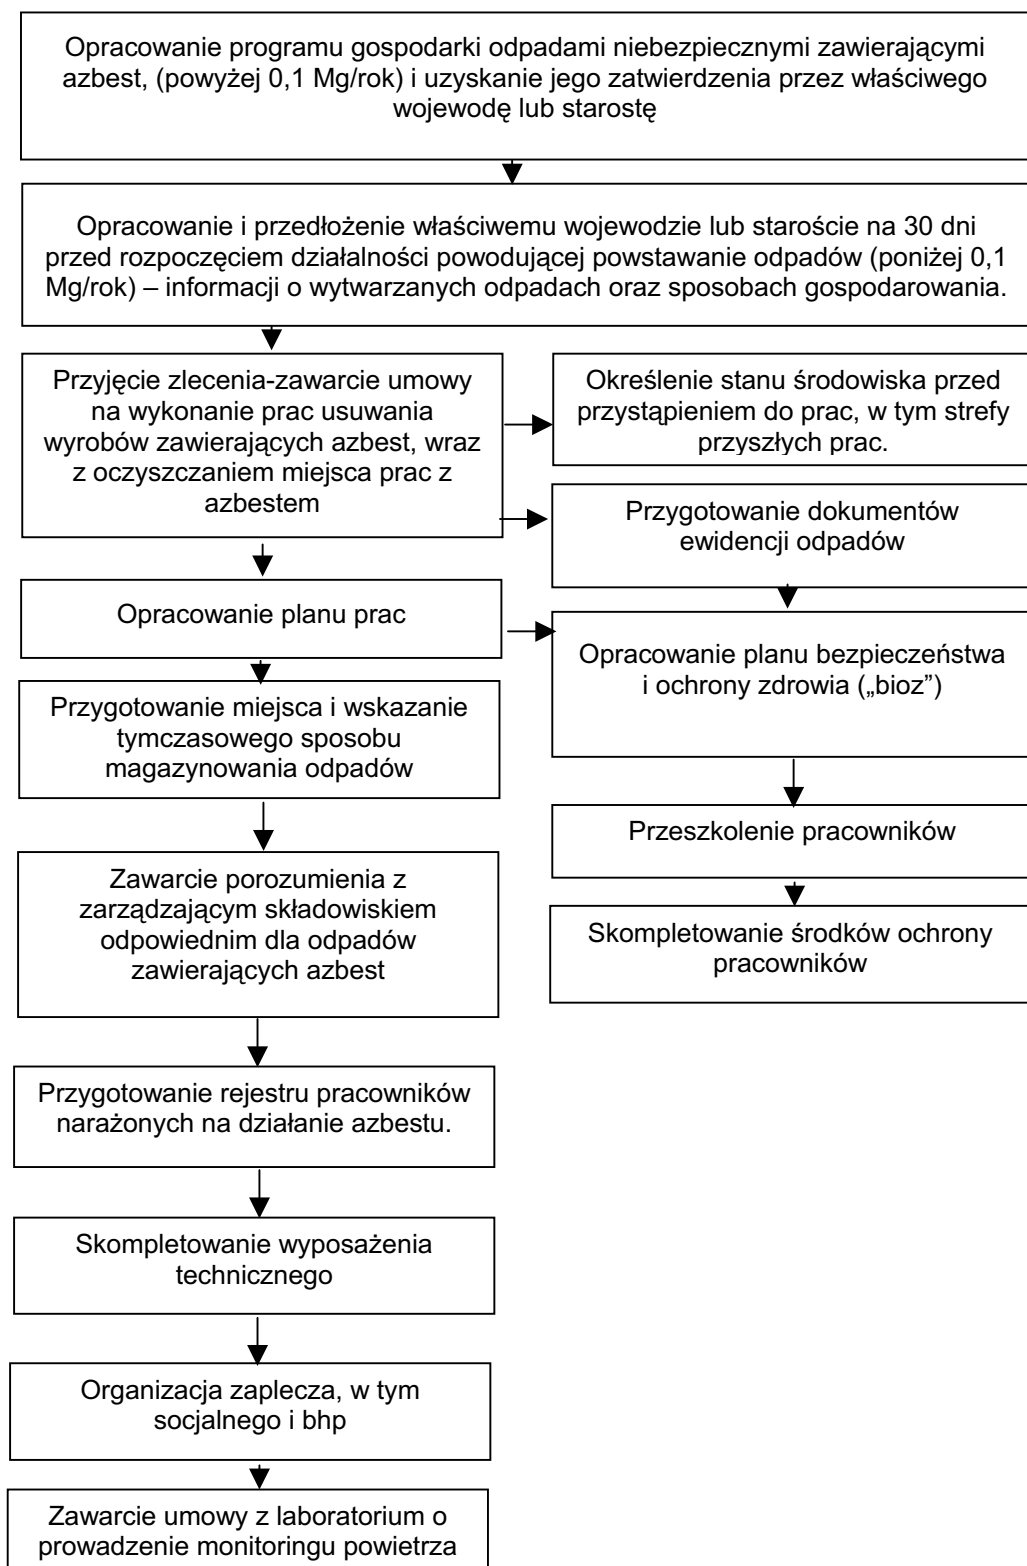 Opracowanie programu gospodarki odpadami niebezpiecznymi zawierającymi
azbest, (powyżej 0,1 Mg/rok) i uzyskanie jego zatwierdzenia przez właściwego
wojewodę lub starostę
Opracowanie i przedłożenie właściwemu wojewodzie lub staroście na 30 dni
przed rozpoczęciem działalności powodującej powstawanie odpadów (poniżej 0,1
Mg/rok) – informacji o wytwarzanych odpadach oraz sposobach gospodarowania.
Przyjęcie zlecenia-zawarcie umowy
na wykonanie prac usuwania
wyrobów zawierających azbest, wraz
z oczyszczaniem miejsca prac z
azbestem
Określenie stanu środowiska przed
przystąpieniem do prac, w tym strefy
przyszłych prac.
Przygotowanie dokumentów
ewidencji odpadów
Opracowanie planu prac
Opracowanie planu bezpieczeństwa
i ochrony zdrowia („bioz”)
Przygotowanie miejsca i wskazanie
tymczasowego sposobu
magazynowania odpadów
Przeszkolenie pracowników
Zawarcie porozumienia z
zarządzającym składowiskiem
odpowiednim dla odpadów
zawierających azbest
Skompletowanie środków ochrony
pracowników
Przygotowanie rejestru pracowników
narażonych na działanie azbestu.
Skompletowanie wyposażenia
technicznego
Organizacja zaplecza, w tym
socjalnego i bhp
Zawarcie umowy z laboratorium o
prowadzenie monitoringu powietrza